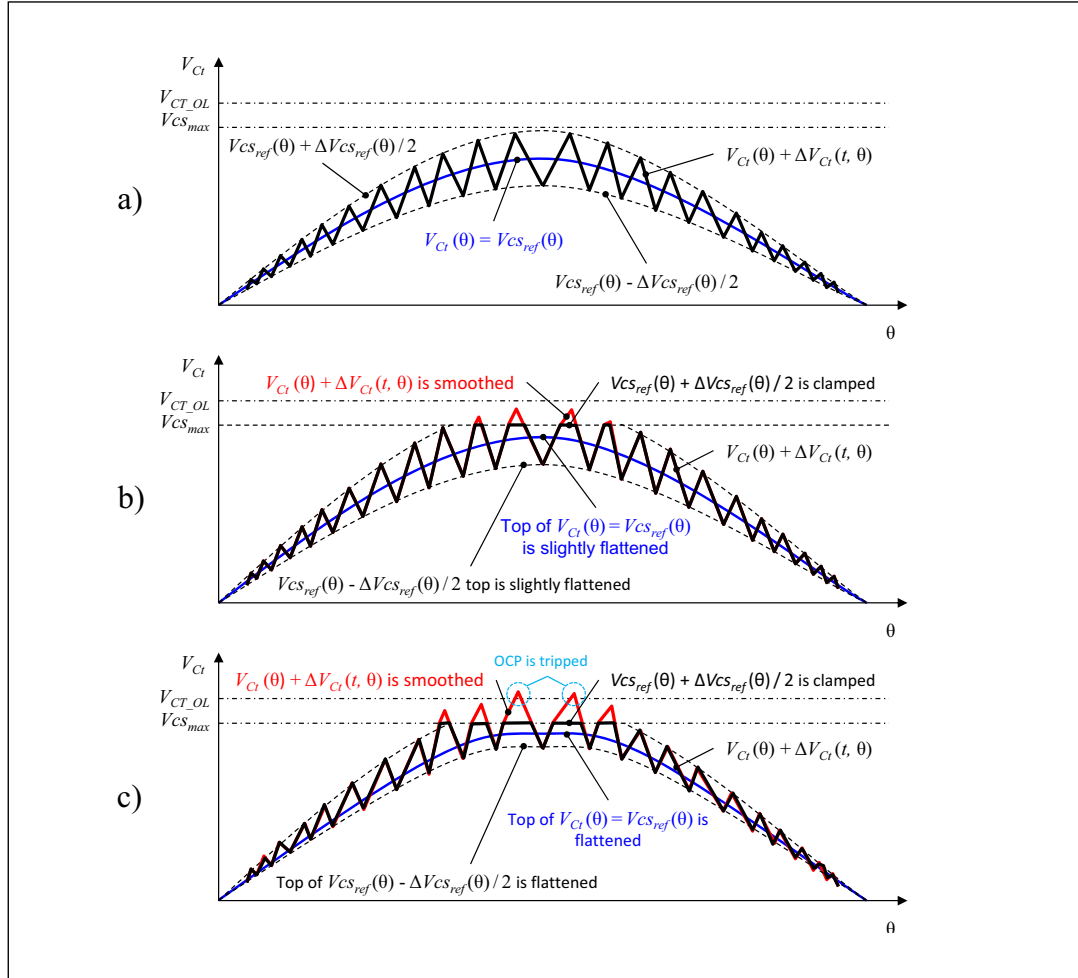 a)
V_Ct
V_CT_OL
Vcs_max
Vcs_ref(θ) + ΔVcs_ref(θ)/2
V_Ct(θ) + ΔV_Ct(t, θ)
V_Ct (θ) = Vcs_ref(θ)
Vcs_ref(θ) - ΔVcs_ref(θ)/2
θ
b)
V_Ct
V_Ct (θ) + ΔV_Ct(t, θ) is smoothed
Vcs_ref(θ) + ΔVcs_ref(θ)/2 is clamped
V_CT_OL
Vcs_max
V_Ct(θ) + ΔV_Ct(t, θ)
Top of V_Ct(θ) = Vcs_ref(θ)
is slightly flattened
Vcs_ref(θ) - ΔVcs_ref(θ)/2 top is slightly flattened
θ
c)
V_Ct
OCP is tripped
V_Ct (θ) + ΔV_Ct(t, θ) is smoothed
Vcs_ref(θ) + ΔVcs_ref(θ)/2 is clamped
V_CT_OL
Vcs_max
V_Ct(θ) + ΔV_Ct(t, θ)
Top of V_Ct(θ) = Vcs_ref(θ) is
flattened
Top of Vcs_ref(θ) - ΔVcs_ref(θ)/2 is flattened
θ